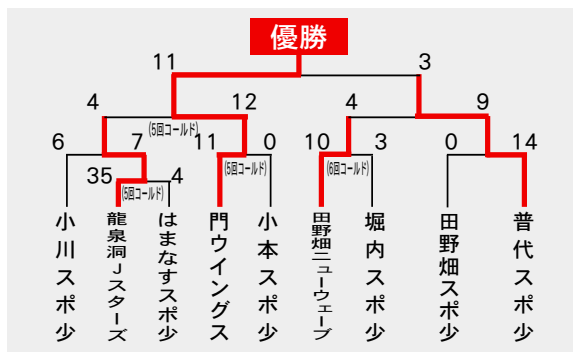 優勝
11
3
4
12
4
9
(5回コールド)
6
7
11
0
10
3
0
14
(5回コールド)
(6回コールド)
35
4
(5回コールド)
小川スポ少
龍泉洞Jスターズ
はまなすスポ少
門ウイングス
小本スポ少
田野畑ニューウェーブ
堀内スポ少
田野畑スポ少
普代スポ少